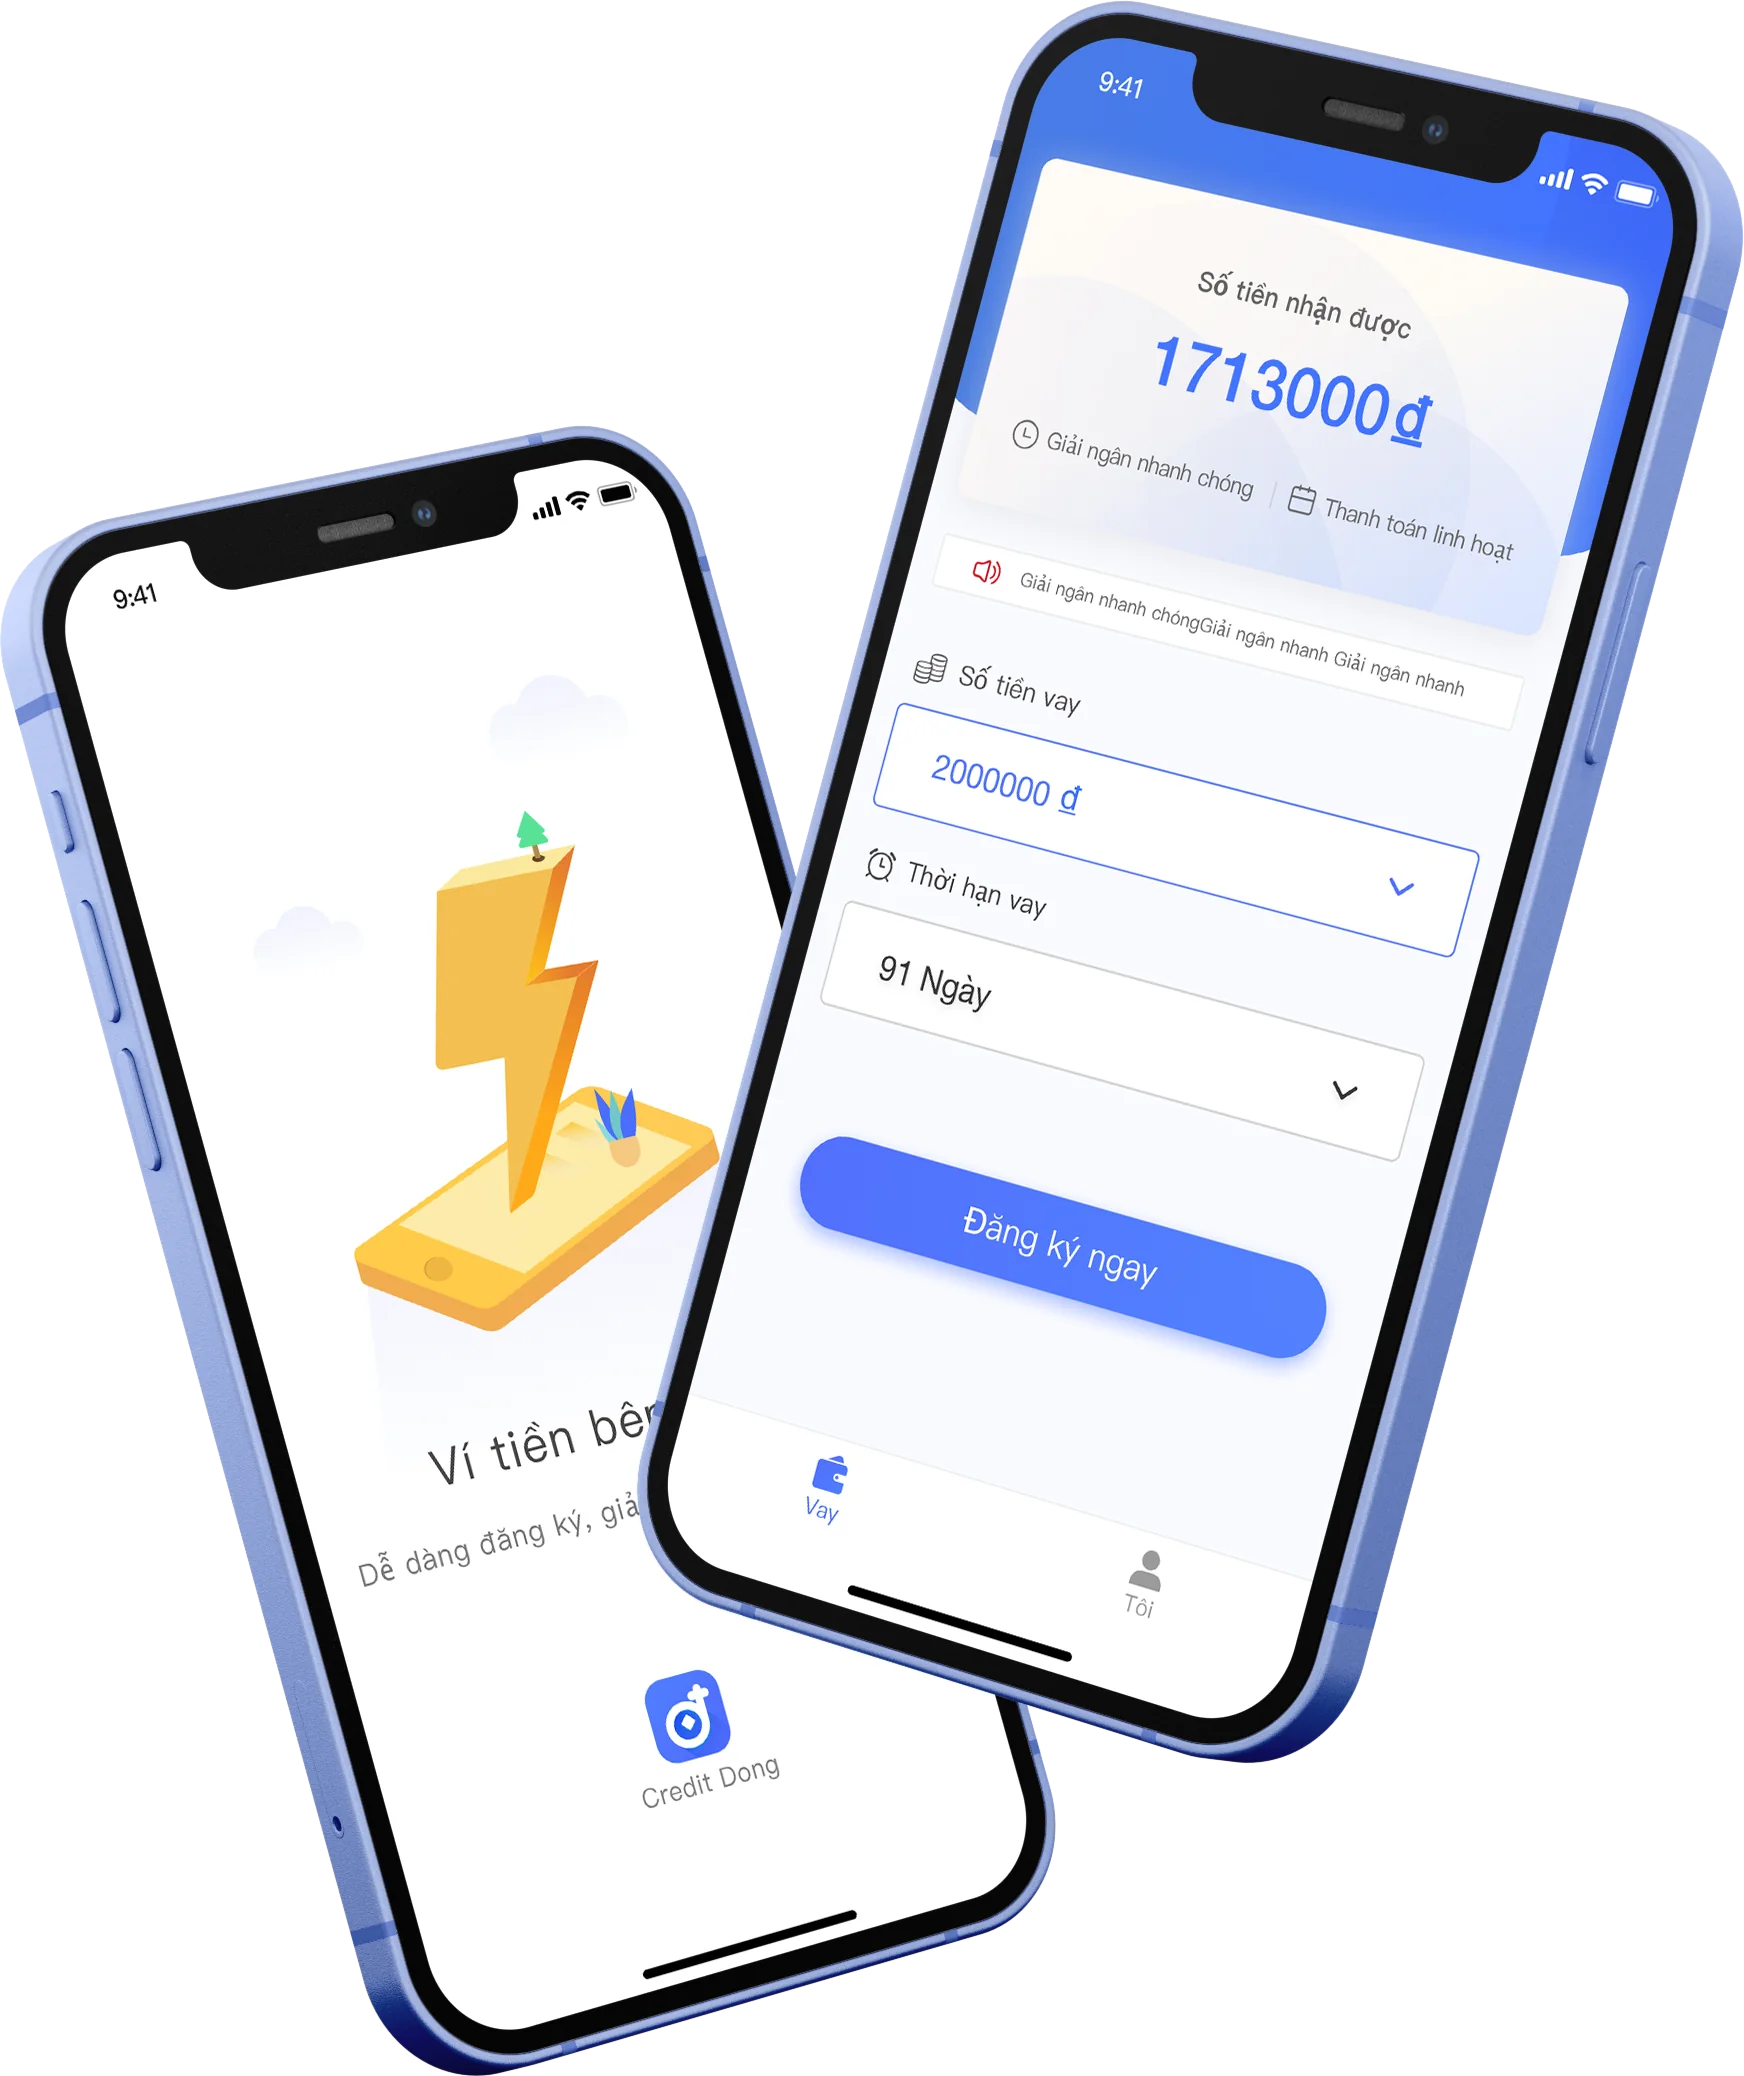 9:41
Ví tiền
Dễ dàng đăng ký,
Credit Dong
9:41
Số tiền nhận được
1713000đ
Giải ngân nhanh chóng
Thanh toán linh hoạt
Giải ngân nhanh chóngGiải ngân nhanh Giải ngân nhanh
Số tiền vay
2000000 đ
Thời hạn vay
91 Ngày
Đăng ký ngay
Vay
Tôi